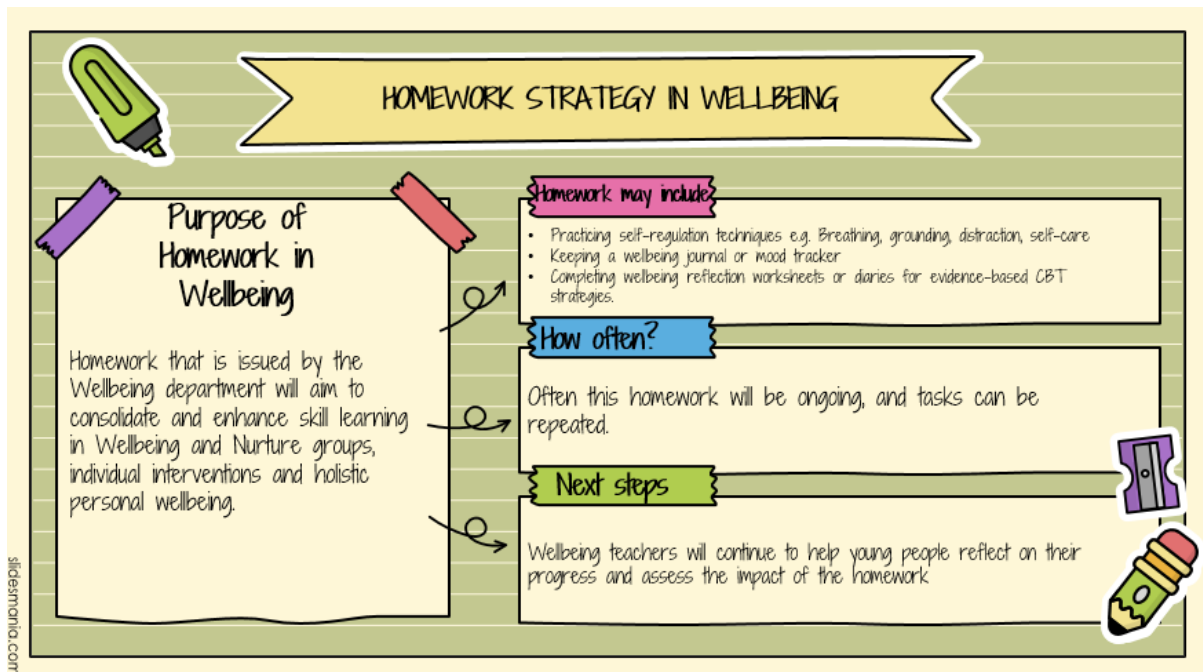 HOMEWORK STRATEGY IN WELLBEING
Purpose of
Homework in
Wellbeing
Homework that is issued by the
Wellbeing department will aim to
consolidate and enhance skill learning
in Wellbeing and Nurture groups,
individual interventions and holistic
personal wellbeing.
Homework may include
• Practicing self-regulation techniques e.g. Breathing, grounding, distraction, self-care
• Keeping a wellbeing journal or mood tracker
• Completing wellbeing reflection worksheets or diaries for evidence-based CBT
strategies.
How often?
Often this homework will be ongoing, and tasks can be
repeated.
Next steps
Wellbeing teachers will continue to help young people reflect on their
progress and assess the impact of the homework
slidesmania.com